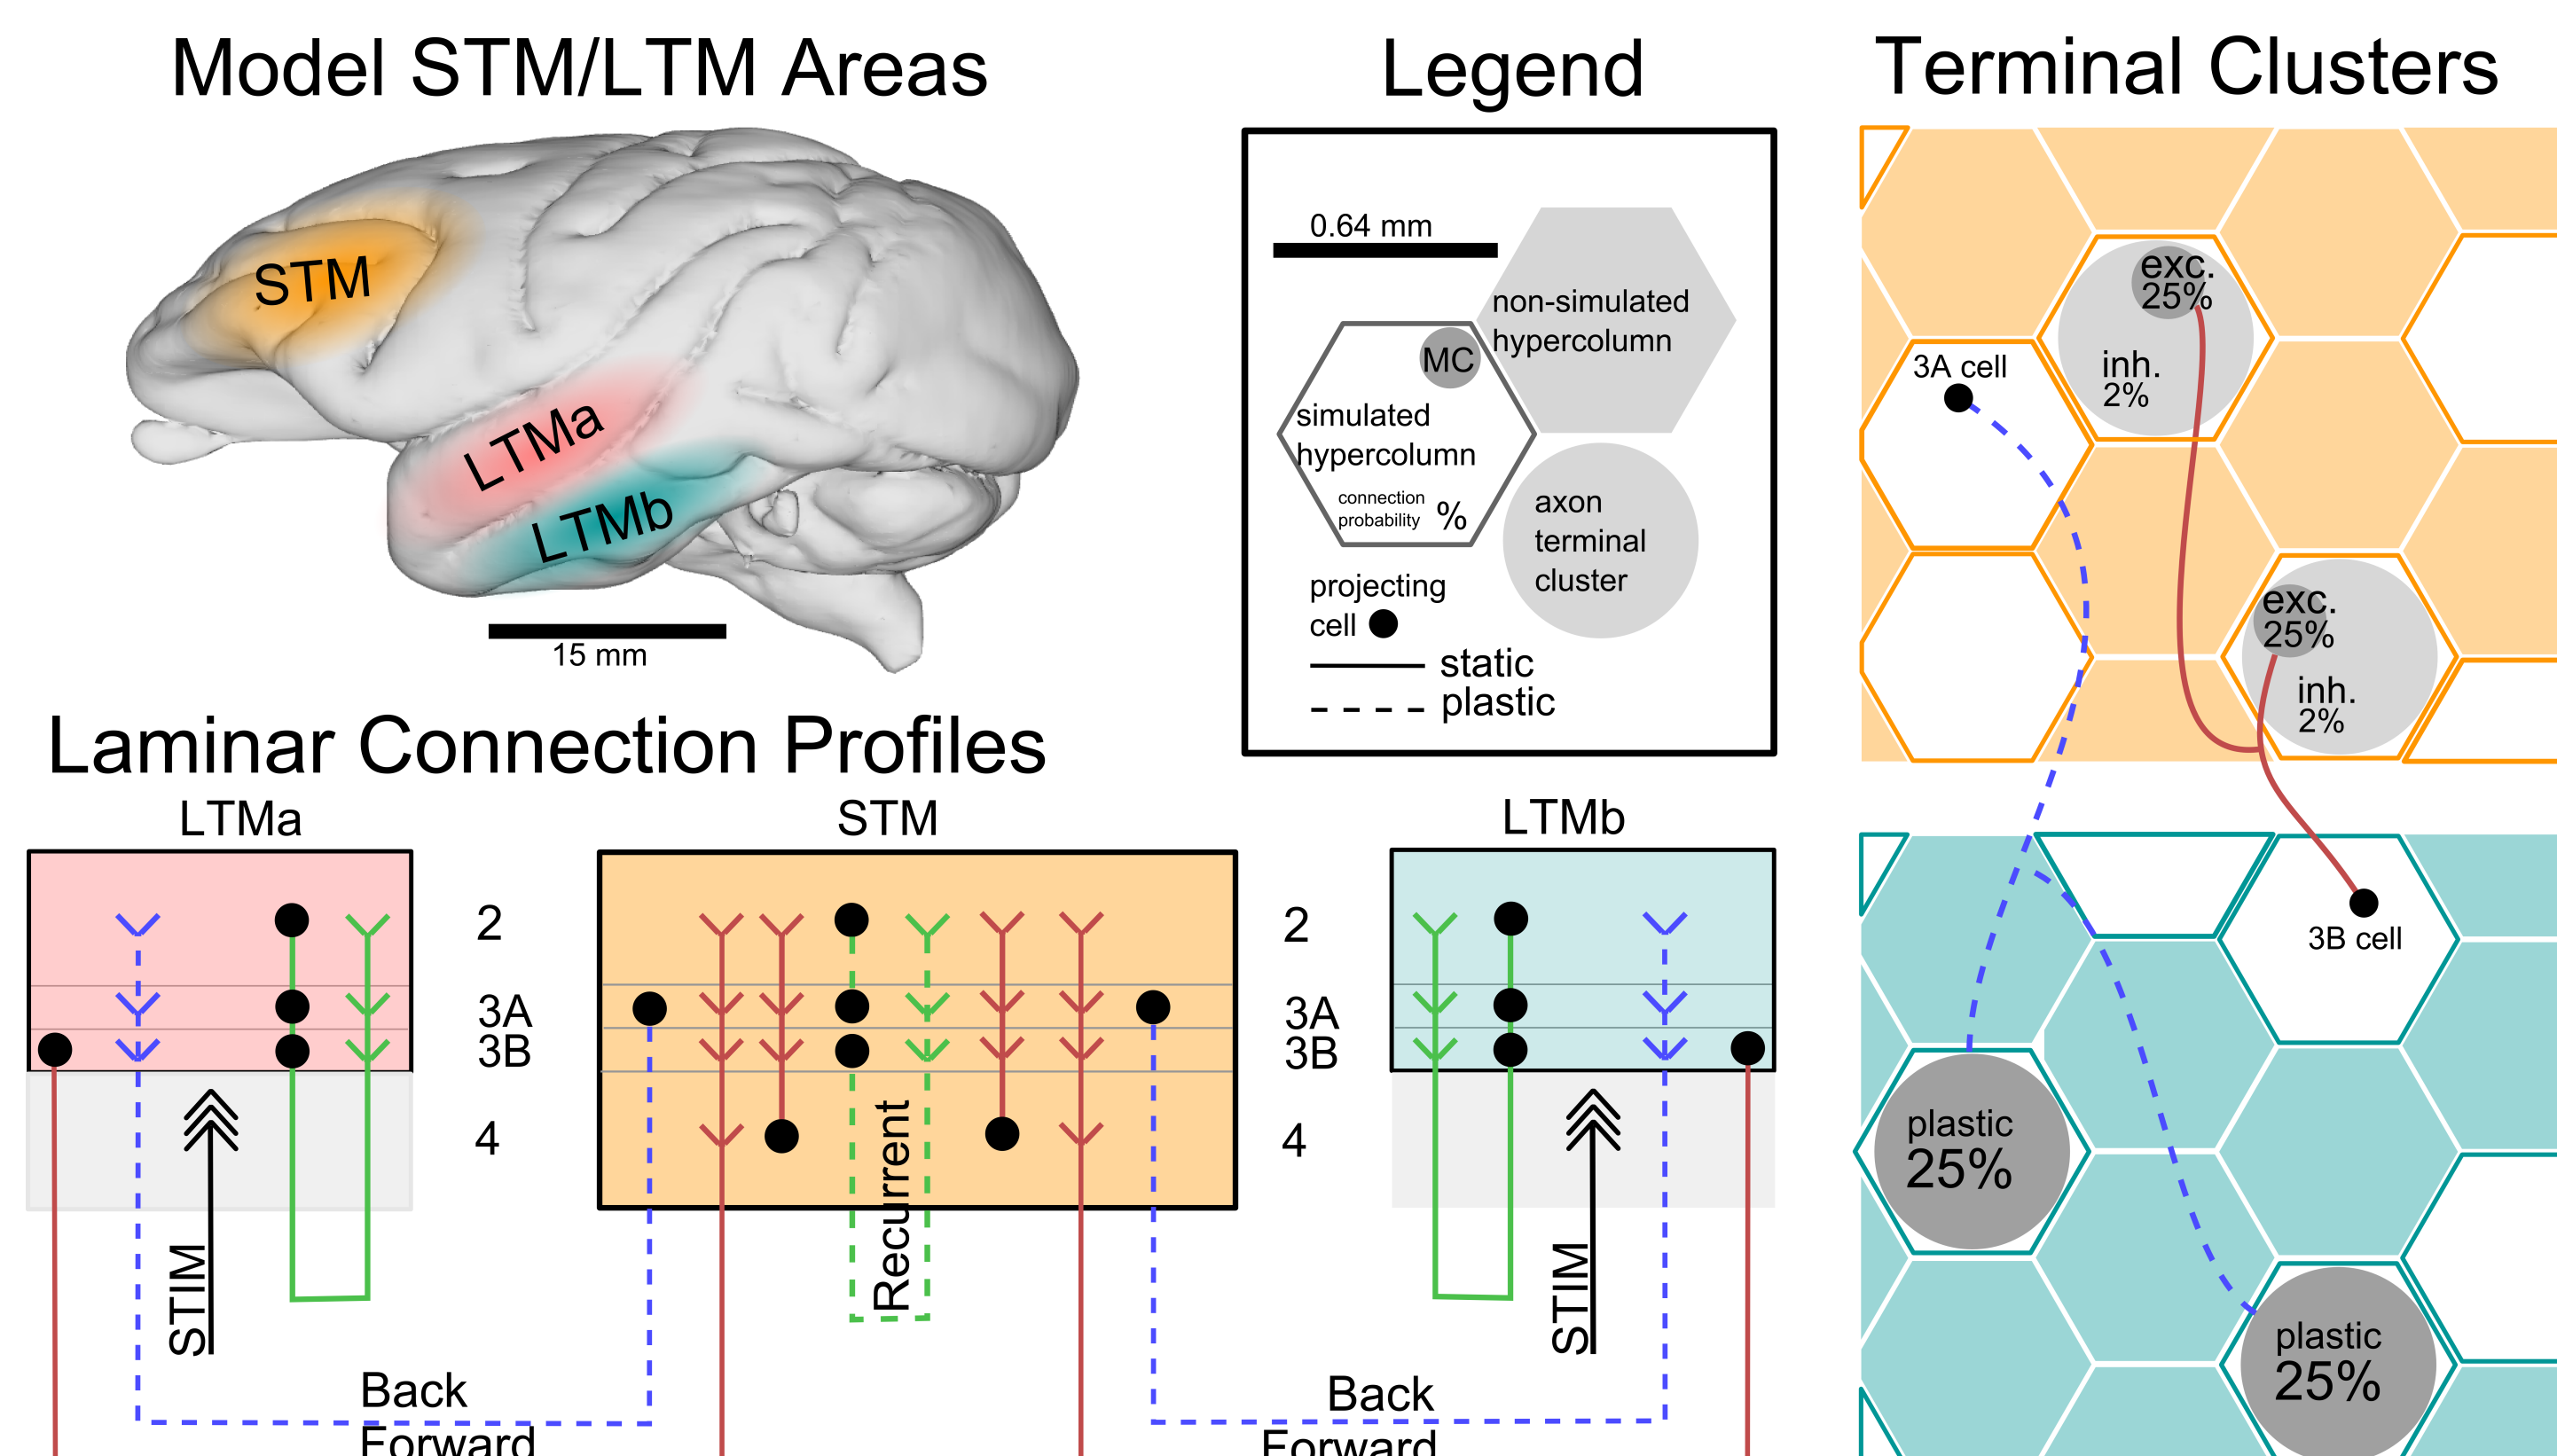 Model STM/LTM Areas
STM
LTMa
LTMb
15 mm
Legend
0.64 mm
non-simulated
hypercolumn
MC
simulated
hypercolumn
connection
probability %
axon
terminal
cluster
projecting
cell
static
plastic
Terminal Clusters
exc.
25%
inh.
2%
3A cell
exc.
25%
inh.
2%
3B cell
plastic
25%
plastic
25%
Laminar Connection Profiles
LTMa
STM
LTMb
2
3A
3B
4
2
3A
3B
4
STIM
Recurrent
STIM
Back
Forward
Back
Forward